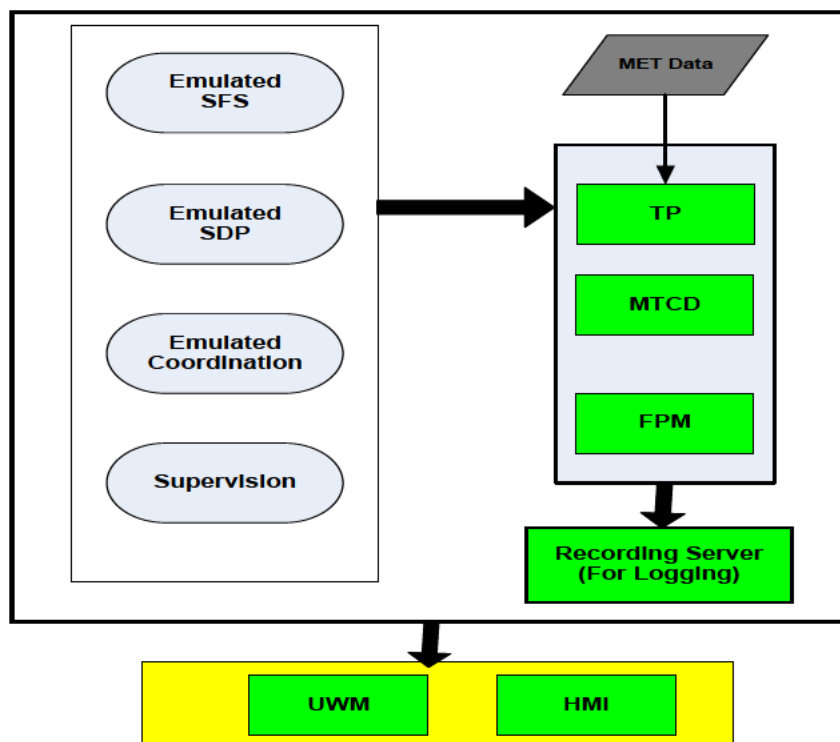 Emulated
SFS
Emulated
SDP
Emulated
Coordination
Supervision
MET Data
TP
MTCD
FPM
Recording Server
(For Logging)
UWM
HMI